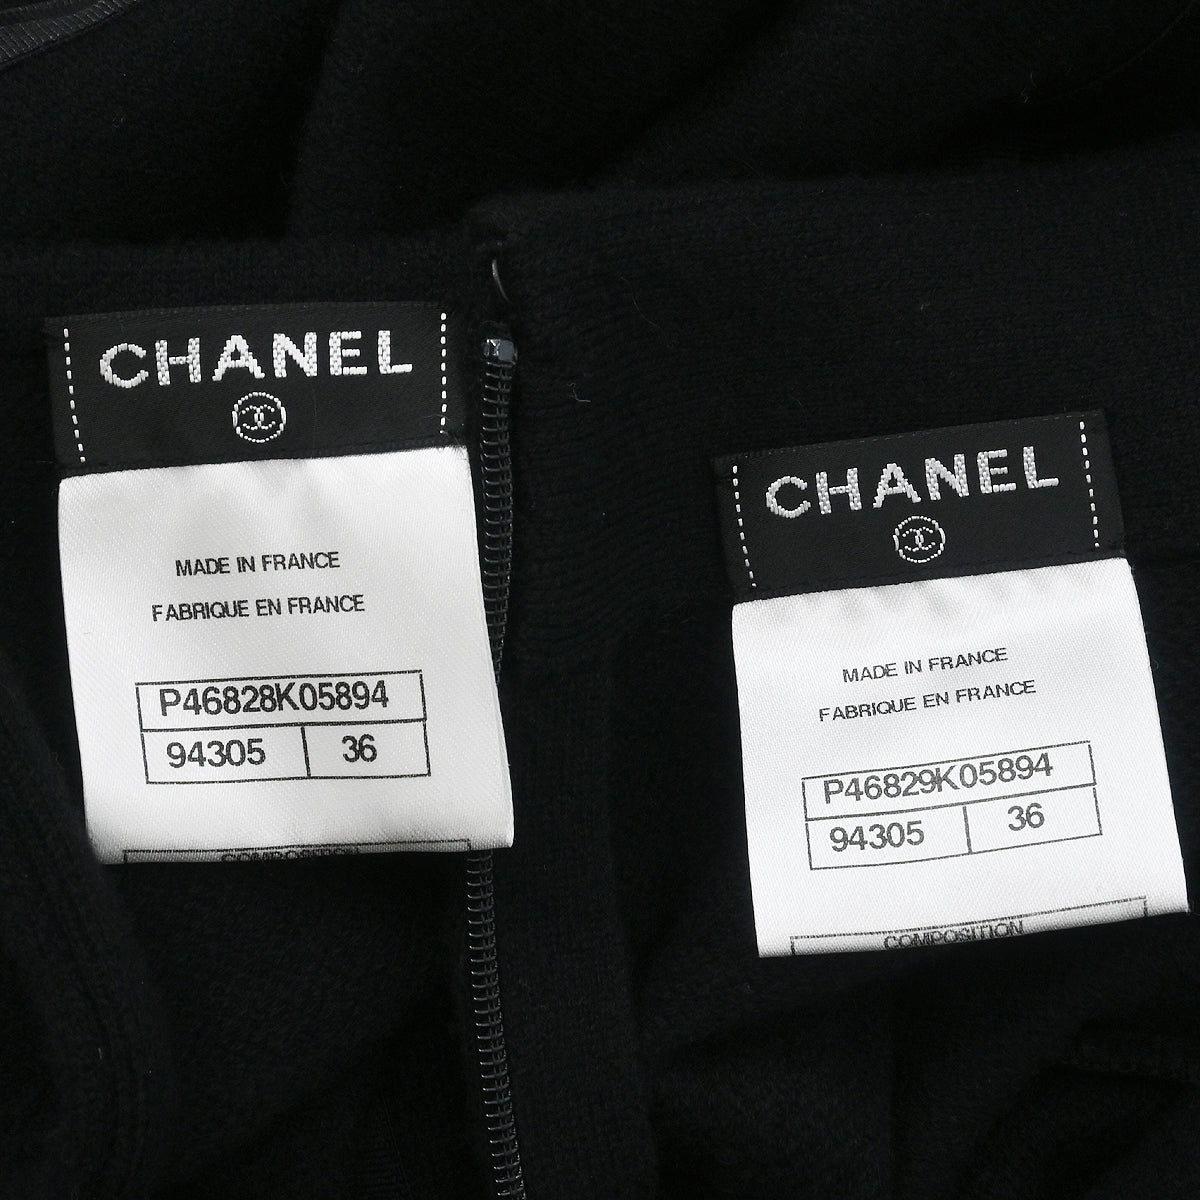 CHANEL
MADE IN FRANCE
FABRIQUE EN FRANCE
P46828K05894
94305 36
COMPOSITION
CHANEL
MADE IN FRANCE
FABRIQUE EN FRANCE
P46829K05894
94305 36
COMPOSITION